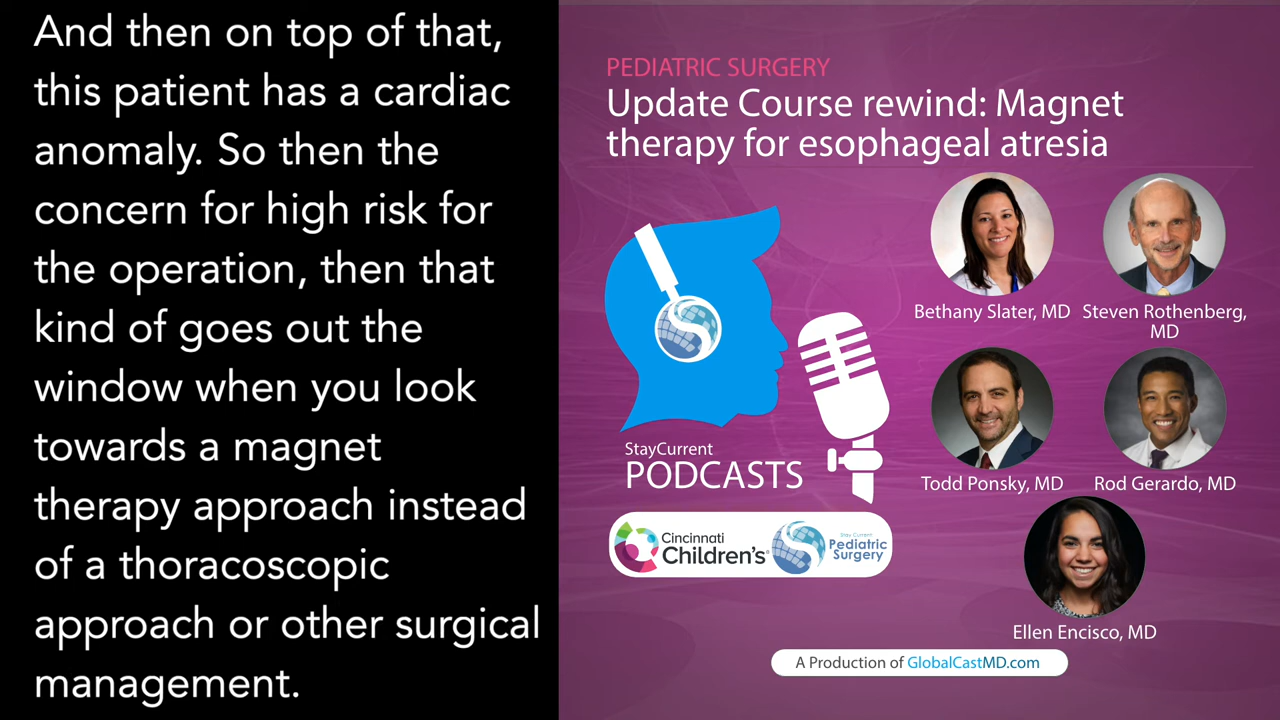 And then on top of that,
this patient has a cardiac
anomaly. So then the
concern for high risk for
the operation, then that
kind of goes out the
window when you look
towards a magnet
therapy approach instead
of a thoracoscopic
approach or other surgical
management.
PEDIATRIC SURGERY
Update Course rewind: Magnet
therapy for esophageal atresia
Bethany Slater, MD
Steven Rothenberg,
MD
Todd Ponsky, MD
Rod Gerardo, MD
Ellen Encisco, MD
StayCurrent
PODCASTS
Cincinnati
Children's
Stay Current
Pediatric
Surgery
A Production of GlobalCastMD.com